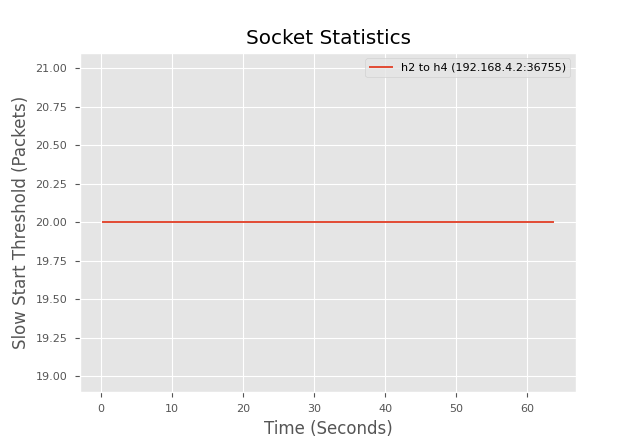 Socket Statistics
h2 to h4 (192.168.4.2:36755)
Slow Start Threshold (Packets)
21.00
20.75
20.50
20.25
20.00
19.75
19.50
19.25
19.00
0 10 20 30 40 50 60
Time (Seconds)